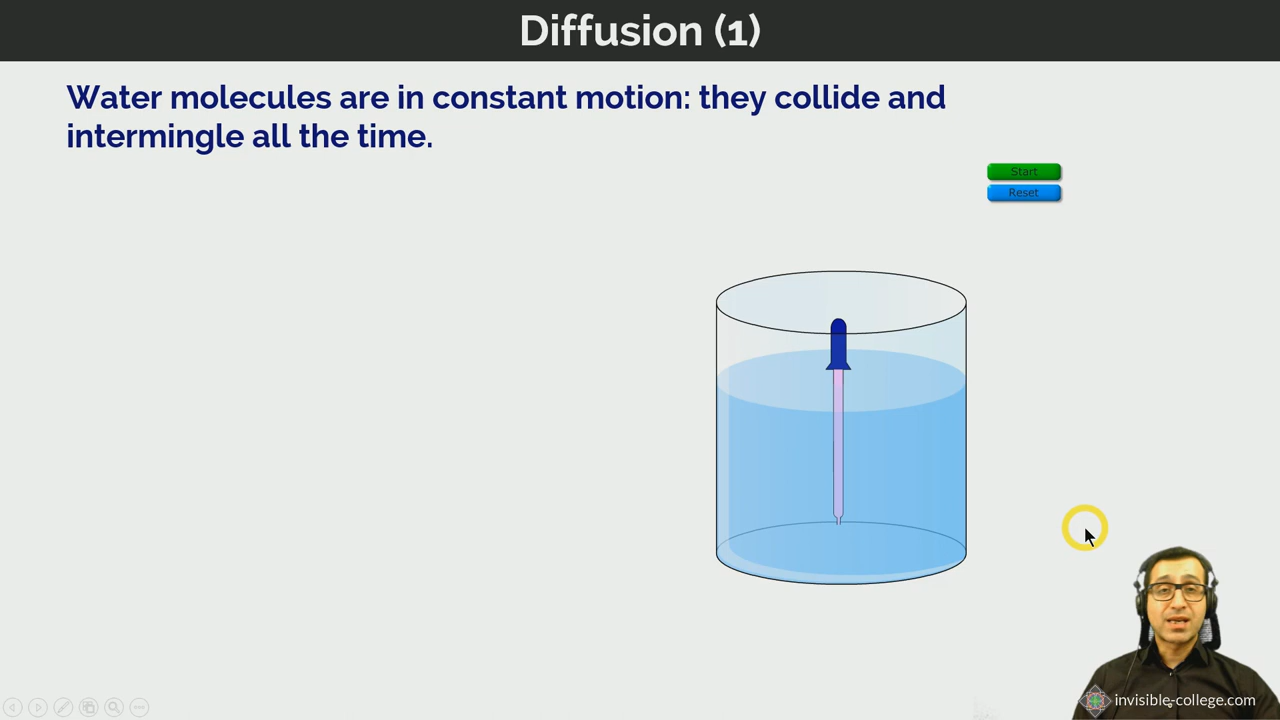 Diffusion (1)
Water molecules are in constant motion: they collide and
intermingle all the time.
Start
Reset
invisible-college.com